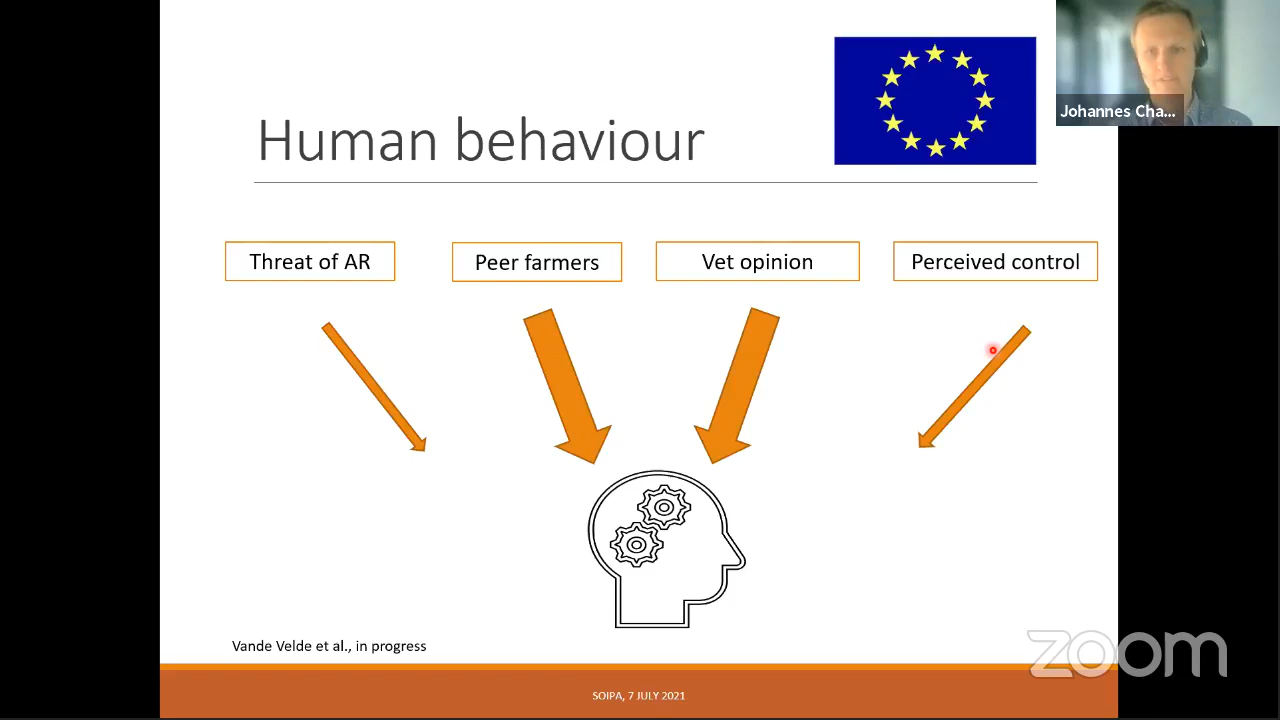 Johannes Cha...
Human behaviour
Threat of AR
Peer farmers
Vet opinion
Perceived control
Vande Velde et al., in progress
zoom
SOIPA, 7 JULY 2021